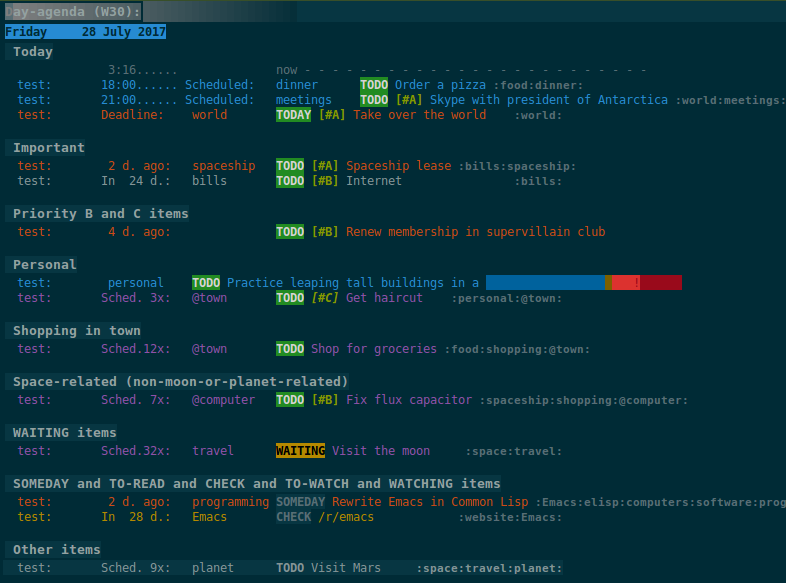 Day-agenda (W30):
Friday     28 July 2017
Today
3:16...... now - - - - - - - - - - - - - - - - - - - - - - - - -
test: 18:00...... Scheduled: dinner TODO Order a pizza :food:dinner:
test: 21:00...... Scheduled: meetings TODO [#A] Skype with president of Antarctica :world:meetings:
test: Deadline: world TODAY [#A] Take over the world :world:
Important
test: 2 d. ago: spaceship TODO [#A] Spaceship lease :bills:spaceship:
test: In 24 d.: bills TODO [#B] Internet :bills:
Priority B and C items
test: 4 d. ago: TODO [#B] Renew membership in supervillain club
Personal
test: personal TODO Practice leaping tall buildings in a !
test: Sched. 3x: @town TODO [#C] Get haircut :personal:@town:
Shopping in town
test: Sched.12x: @town TODO Shop for groceries :food:shopping:@town:
Space-related (non-moon-or-planet-related)
test: Sched. 7x: @computer TODO [#B] Fix flux capacitor :spaceship:shopping:@computer:
WAITING items
test: Sched.32x: travel WAITING Visit the moon :space:travel:
SOMEDAY and TO-READ and CHECK and TO-WATCH and WATCHING items
test: 2 d. ago: programming SOMEDAY Rewrite Emacs in Common Lisp :Emacs:elisp:computers:software:prog
test: In 28 d.: Emacs CHECK /r/emacs :website:Emacs:
Other items
test: Sched. 9x: planet TODO Visit Mars :space:travel:planet: